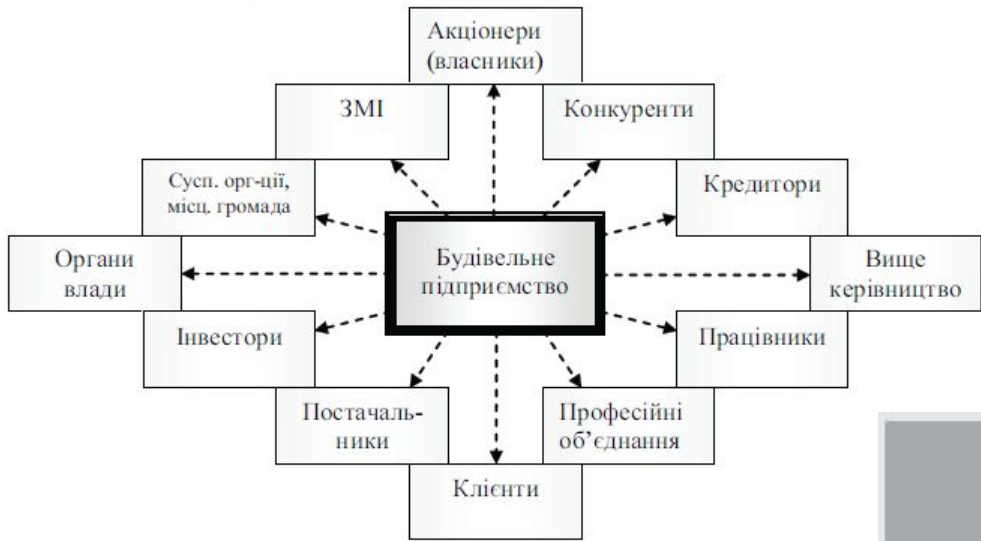 Акціонери
(власники)
ЗМІ
Конкуренти
Сусп. орг-ції,
місц. громада
Кредитори
Органи
влади
Будівельне
підприємство
Вище
керівництво
Інвестори
Працівники
Постачаль-
ники
Професійні
об’єднання
Клієнти